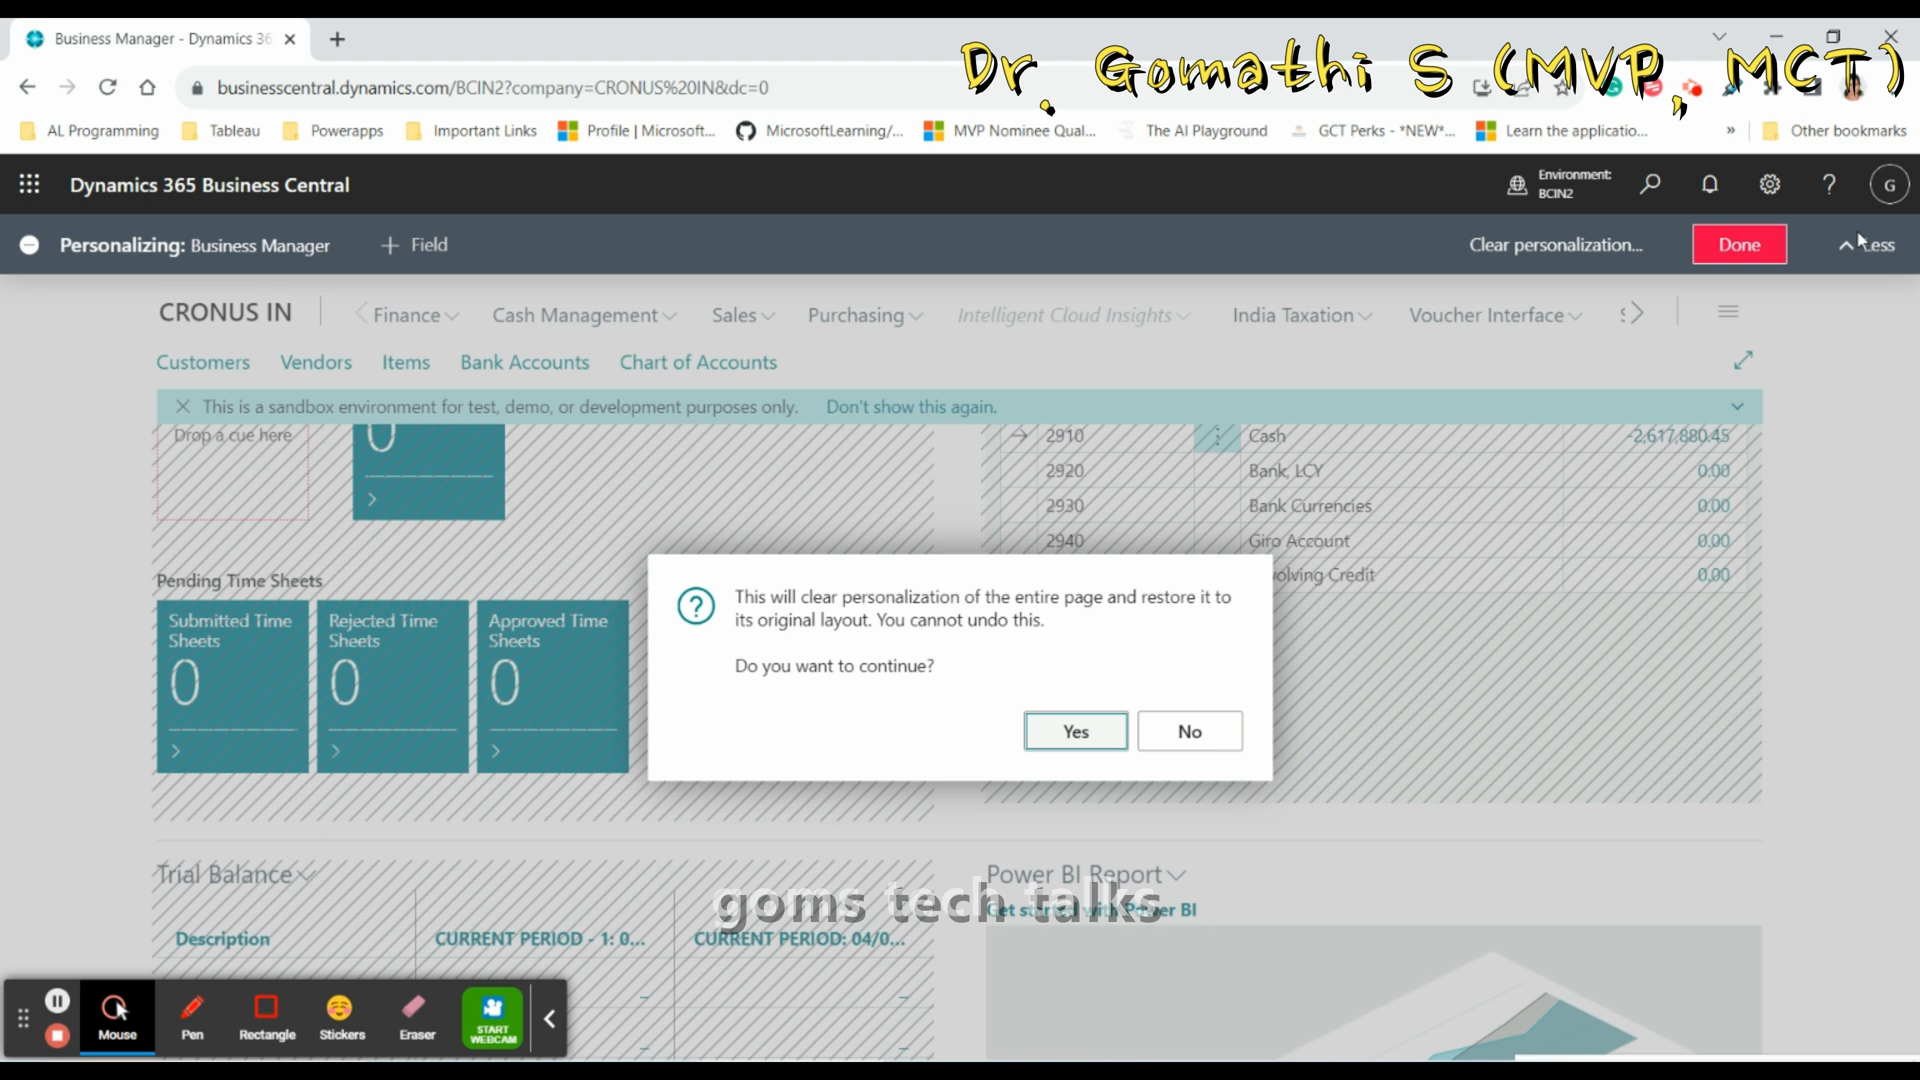 Business Manager - Dynamics 36
Dr. Gomathi S (MVP, MCT)
businesscentral.dynamics.com/BCIN2?company=CRONUS%20IN&dc=0
AL Programming
Tableau
Powerapps
Important Links
Profile | Microsoft...
MicrosoftLearning/...
MVP Nominee Qual...
The AI Playground
GCT Perks - *NEW*...
Learn the applicatio...
»
Other bookmarks
Dynamics 365 Business Central
Environment:
BCIN2
G
Personalizing: Business Manager
+ Field
Clear personalization...
Done
Less
CRONUS IN
Finance
Cash Management
Sales
Purchasing
Intelligent Cloud Insights
India Taxation
Voucher Interface
Customers
Vendors
Items
Bank Accounts
Chart of Accounts
This is a sandbox environment for test, demo, or development purposes only. Don't show this again.
Drop a cue here
0
2910 Cash -2,617,880.45
2920 Bank, LCY 0.00
2930 Bank Currencies 0.00
2940 Giro Account 0.00
olving Credit 0.00
Pending Time Sheets
Submitted Time
Sheets
0
Rejected Time
Sheets
0
Approved Time
Sheets
0
This will clear personalization of the entire page and restore it to
its original layout. You cannot undo this.
Do you want to continue?
Yes
No
Trial Balance
Description
CURRENT PERIOD - 1: 0...
CURRENT PERIOD: 04/0...
Power BI Report
Get started with Power BI
goms tech talks
Mouse
Pen
Rectangle
Stickers
Eraser
START
WEBCAM